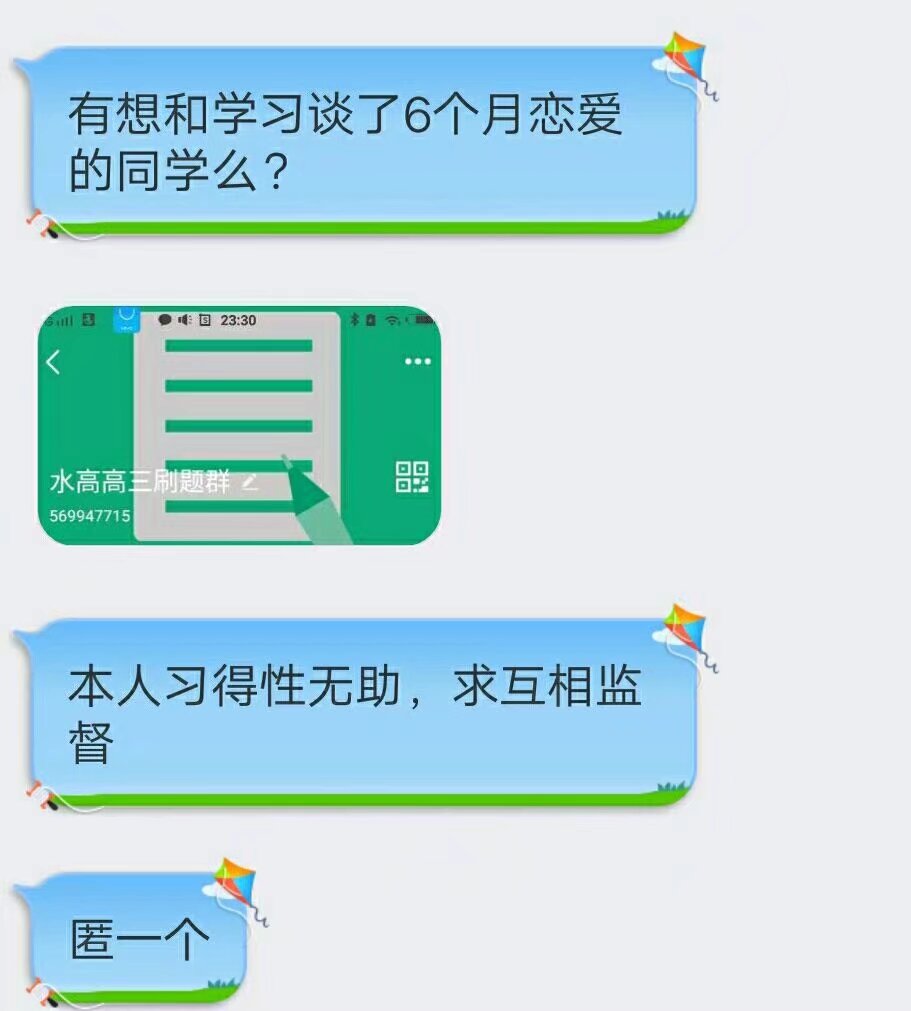 有想和学习谈了6个月恋爱
的同学么？
23:30
水高高三刷题群
569947715
本人习得性无助，求互相监
督
匿一个